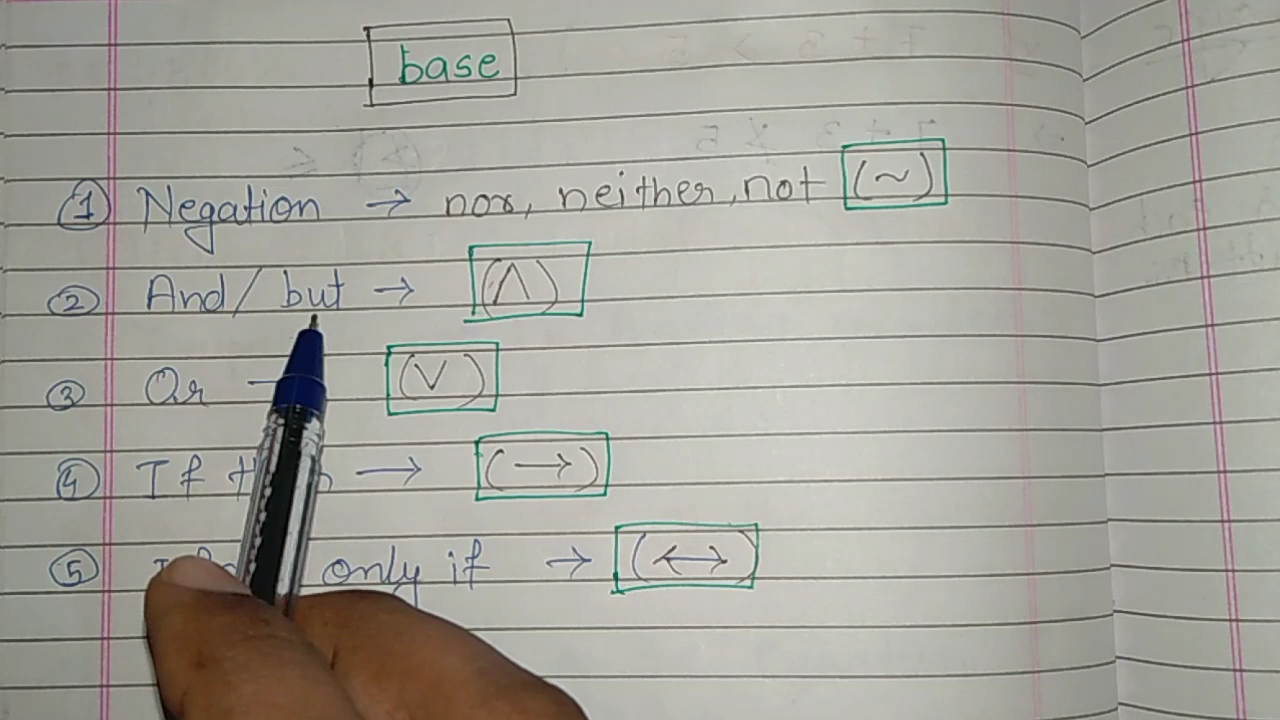 base
① Negation → nor, neither, not (~)
② And / but → (∧)
③ Or (∨)
④ If → (→)
⑤ only if → (↔)